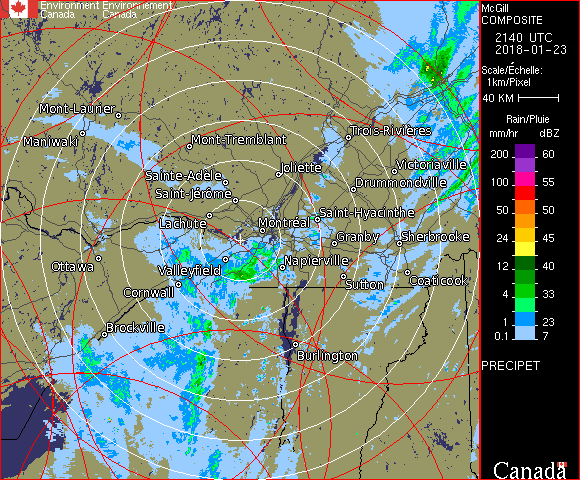 Environment Environnement
Canada Canada
McGill
COMPOSITE
2140 UTC
2018-01-23
Scale/Échelle:
1km/Pixel
40 KM
Rain/Pluie
mm/hr dBZ
200 60
100 55
50 50
24 45
12 40
4 33
1 23
0.1 7
PRECIPET
Canada
Mont-Laurier
Maniwaki
Mont-Tremblant
Trois-Rivières
Sainte-Adèle
Joliette
Victoriaville
Saint-Jérôme
Drummondville
Lachute
Montréal
Saint-Hyacinthe
Granby
Sherbrooke
Ottawa
Valleyfield
Napierville
Cornwall
Sutton
Coaticook
Brockville
Burlington